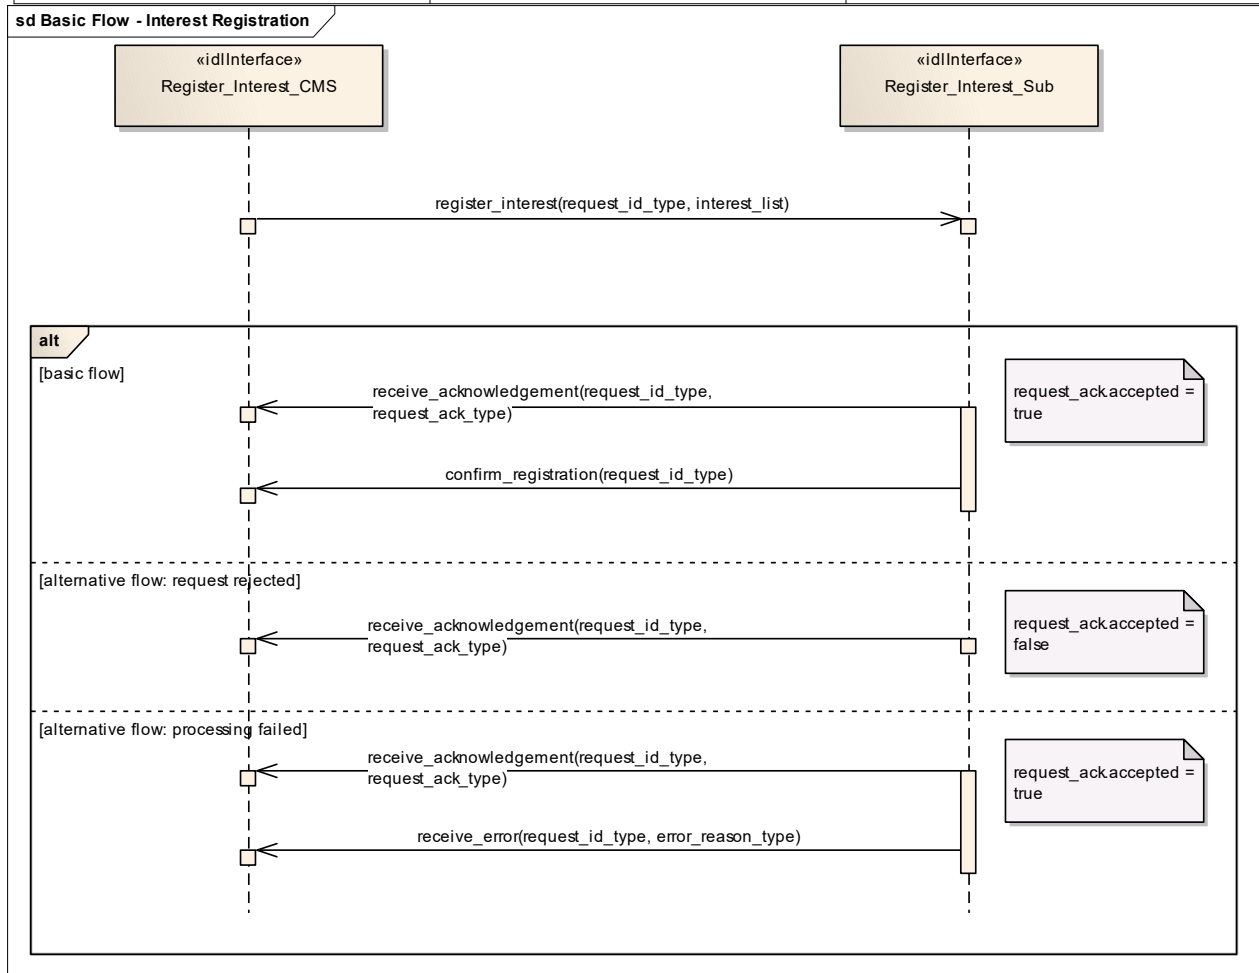 sd Basic Flow - Interest Registration
«idlInterface»
Register_Interest_CMS
«idlInterface»
Register_Interest_Sub
register_interest(request_id_type, interest_list)
alt
[basic flow]
receive_acknowledgement(request_id_type,
request_ack_type)
request_ack.accepted =
true
confirm_registration(request_id_type)
[alternative flow: request rejected]
receive_acknowledgement(request_id_type,
request_ack_type)
request_ack.accepted =
false
[alternative flow: processing failed]
receive_acknowledgement(request_id_type,
request_ack_type)
request_ack.accepted =
true
receive_error(request_id_type, error_reason_type)